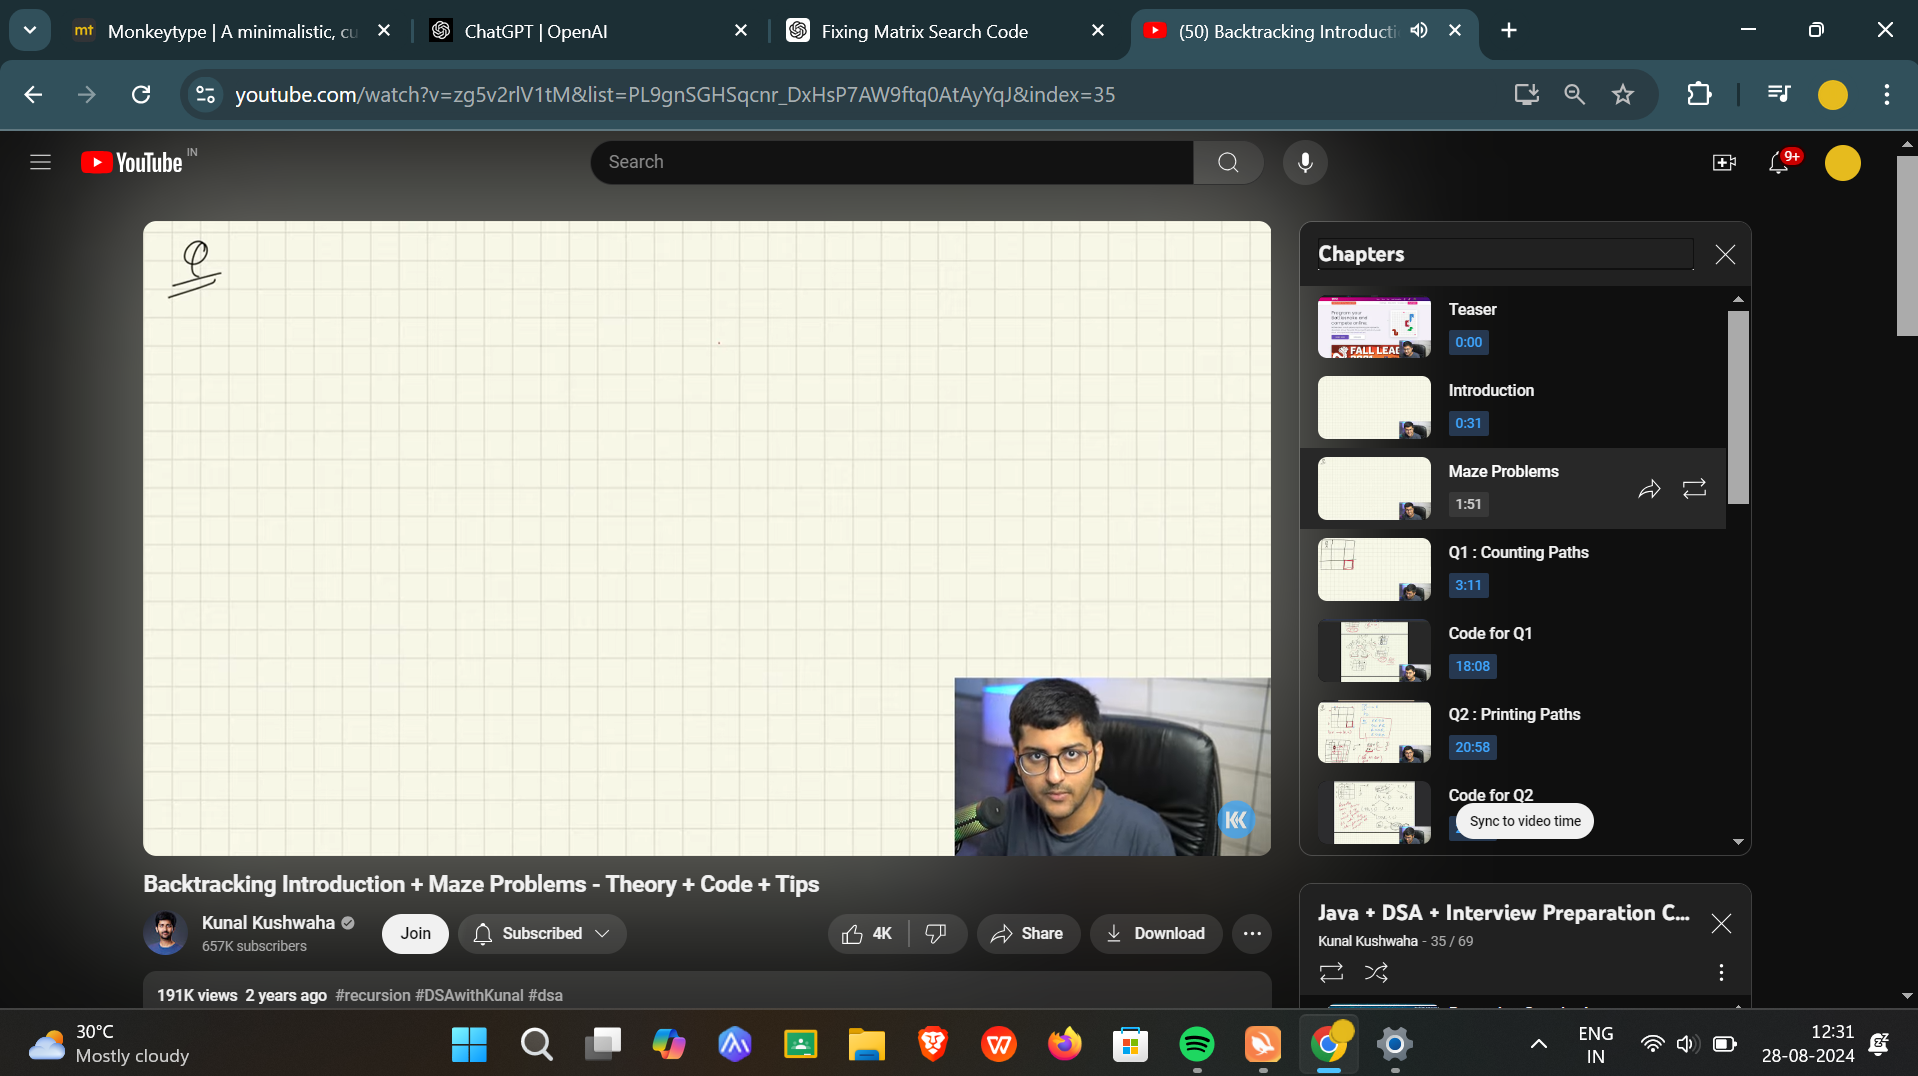 mt Monkeytype | A minimalistic, cu
ChatGPT | OpenAI
Fixing Matrix Search Code
(50) Backtracking Introducti
youtube.com/watch?v=zg5v2rlV1tM&list=PL9gnSGHSqcnr_DxHsP7AW9ftq0AtAyYqJ&index=35
YouTube IN
Search
9+
Q
Chapters
Teaser
0:00
Introduction
0:31
Maze Problems
1:51
Q1 : Counting Paths
3:11
Code for Q1
18:08
Q2 : Printing Paths
20:58
Code for Q2
Sync to video time
Backtracking Introduction + Maze Problems - Theory + Code + Tips
Kunal Kushwaha
657K subscribers
Join
Subscribed
4K
Share
Download
191K views 2 years ago #recursion #DSAwithKunal #dsa
Java + DSA + Interview Preparation C...
Kunal Kushwaha - 35 / 69
30°C
Mostly cloudy
ENG
IN
12:31
28-08-2024